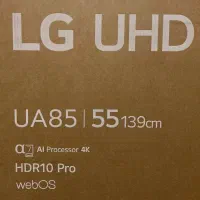 LG UHD
UA85 | 55 139cm
α7 AI Processor 4K
HDR10 Pro
webOS